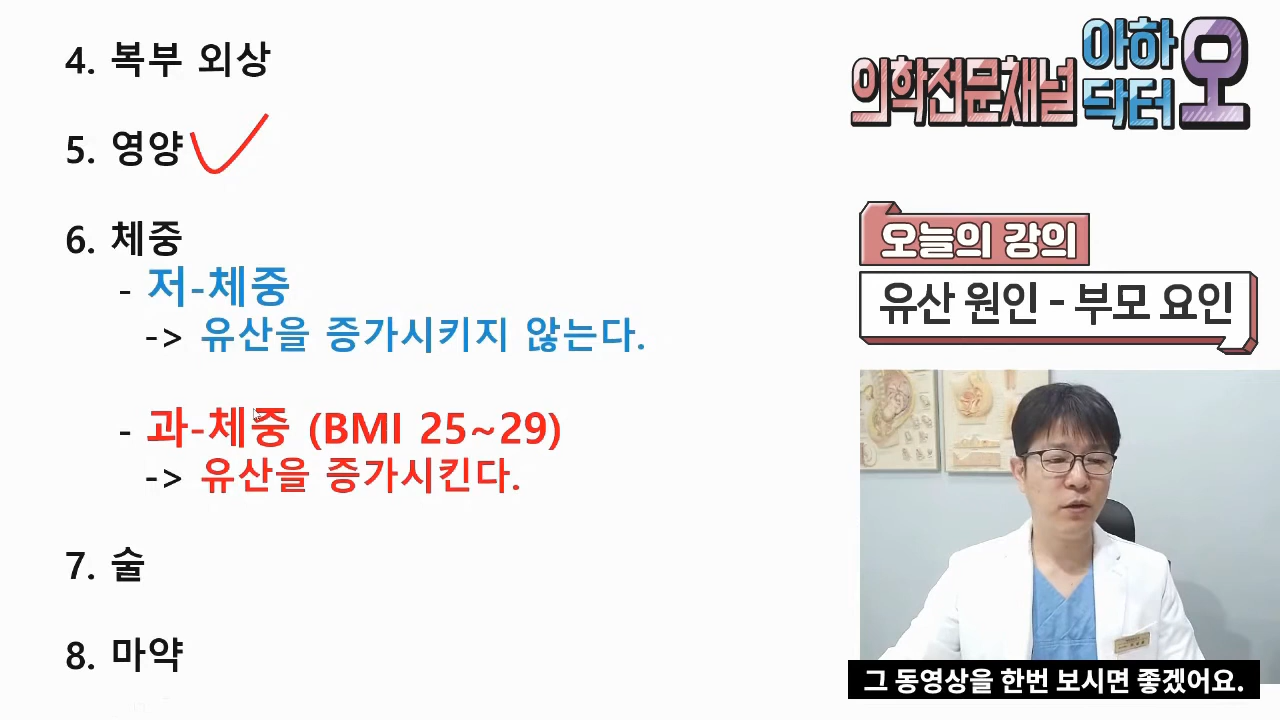 4. 복부 외상
5. 영양
6. 체중
- 저-체중
-> 유산을 증가시키지 않는다.
- 과-체중 (BMI 25~29)
-> 유산을 증가시킨다.
7. 술
8. 마약
의학전문채널 아하닥터오
오늘의 강의
유산 원인 - 부모 요인
그 동영상을 한번 보시면 좋겠어요.